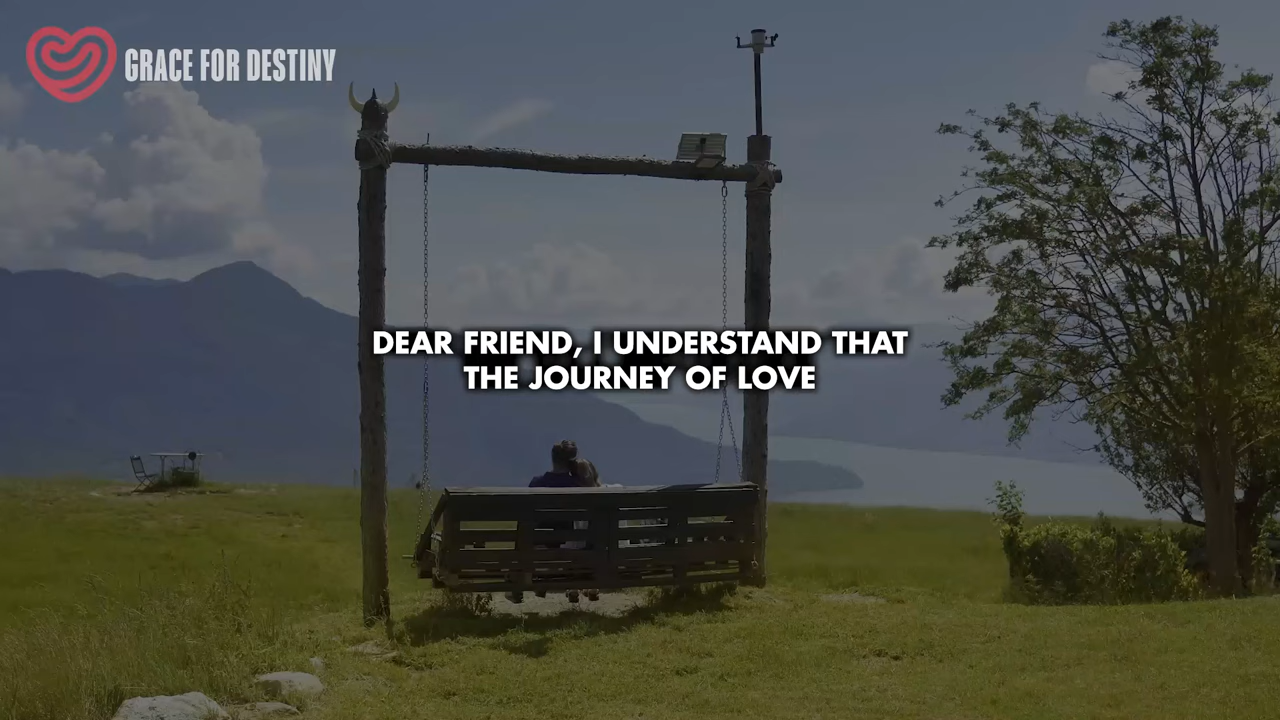 GRACE FOR DESTINY
DEAR FRIEND, I UNDERSTAND THAT
THE JOURNEY OF LOVE